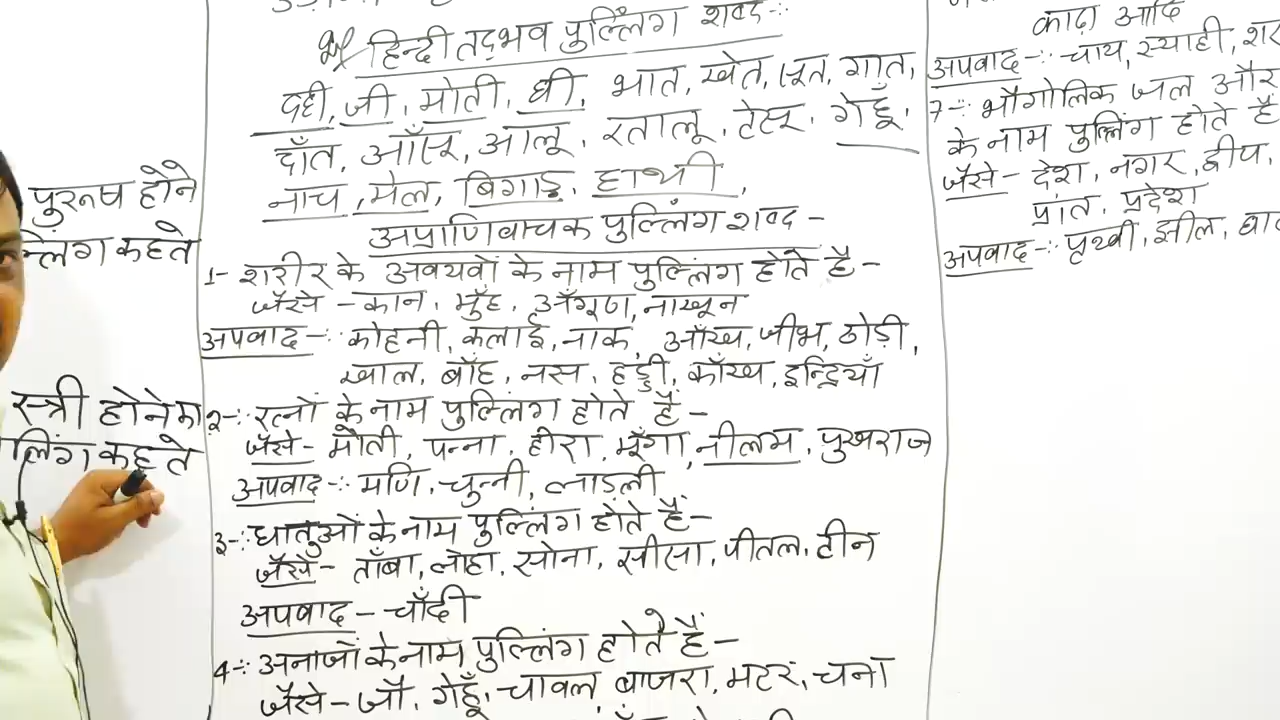 पुरूष होने
ल्लिंग कहते
स्त्री होने का
लिंग कहते
हिन्दी तद्भव पुल्लिंग शब्द-:
दही, जी, मोती, घी, भात, खेत, सूत, गात,
दाँत, आँसू, आलू, रतालू, टेसू, गेहूँ,
नाच, मेल, बिगाड़, हाथी,
अप्राणिवाचक पुल्लिंग शब्द -
1- शरीर के अवयवों के नाम पुल्लिंग होते है -
जैसे - कान, मुँह, अँगूठा, नाखून
अपवाद -: कोहनी, कलाई, नाक, आँख, जीभ, ठोड़ी,
खाल, बाँह, नस, हड्डी, काँख, इन्द्रियाँ
2-: रत्नों के नाम पुल्लिंग होते हैं -
जैसे - मोती, पन्ना, हीरा, मूँगा, नीलम, पुखराज
अपवाद -: मणि, चुन्नी, लाड़ली
3-: धातुओं के नाम पुल्लिंग होते हैं -
जैसे - ताँबा, लोहा, सोना, सीसा, पीतल, टीन
अपवाद - चाँदी
4-: अनाजों के नाम पुल्लिंग होते हैं -
जैसे - जौ, गेहूँ, चावल, बाजरा, मटर, चना
काढ़ा आदि
अपवाद -: चाय, स्याही,
7-: भौगोलिक जल और
के नाम पुल्लिंग होते है
जैसे - देश, नगर, द्वीप,
प्रांत, प्रदेश
अपवाद -: पृथ्वी, झील,